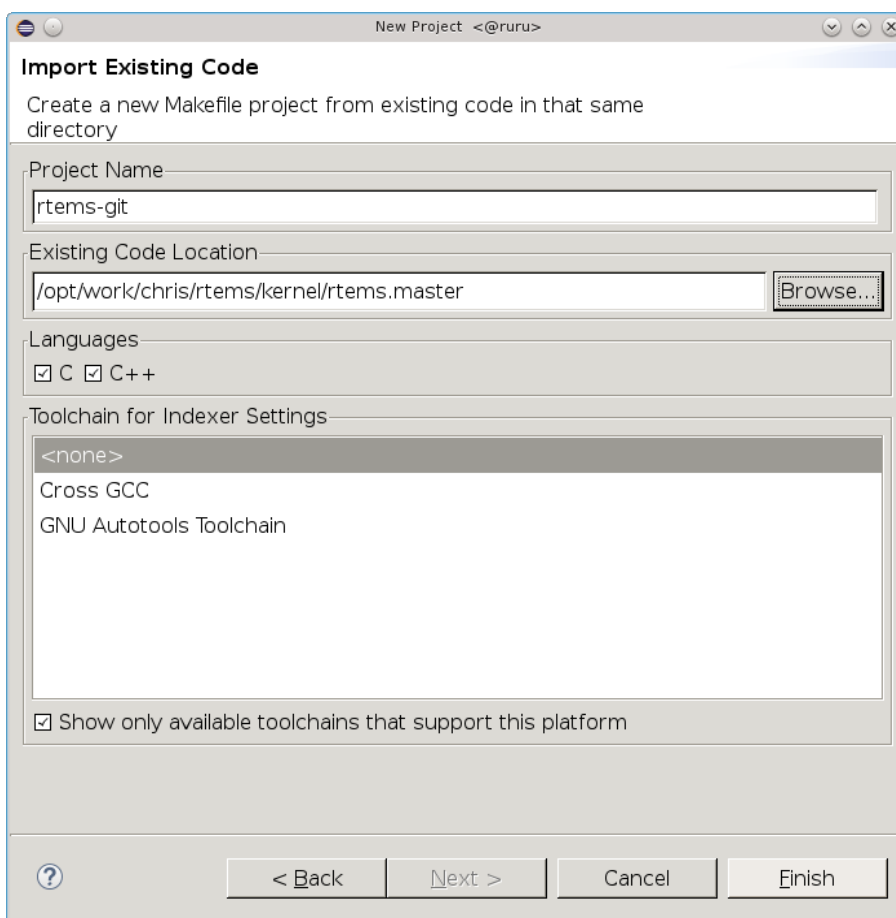 New Project <@ruru>
Import Existing Code
Create a new Makefile project from existing code in that same
directory
Project Name
rtems-git
Existing Code Location
/opt/work/chris/rtems/kernel/rtems.master
Browse...
Languages
C C++
Toolchain for Indexer Settings
<none>
Cross GCC
GNU Autotools Toolchain
Show only available toolchains that support this platform
? < Back Next > Cancel Finish